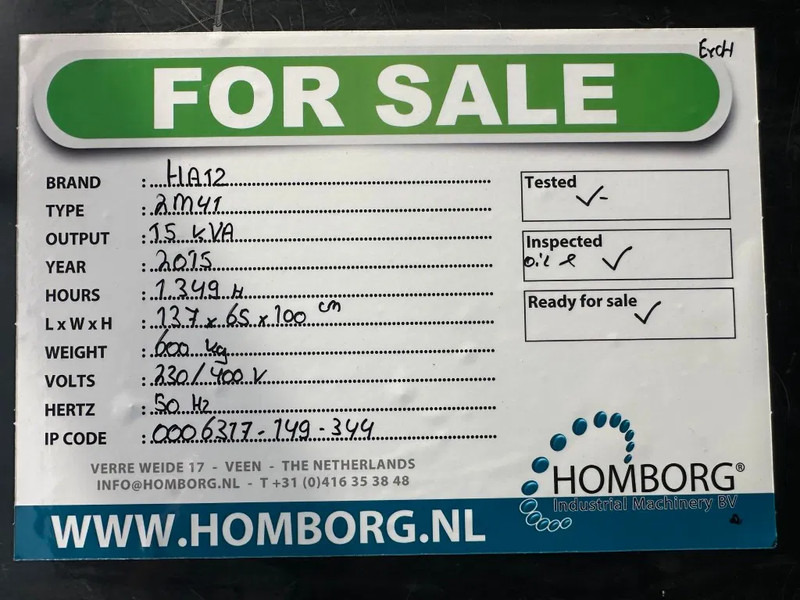 ErcH
FOR SALE
BRAND : HA12
TYPE : 2M41
OUTPUT : 15 kVA
YEAR : 2015
HOURS : 1.349 H
L x W x H : 137 x 65 x 100 cm
WEIGHT : 600 kg
VOLTS : 230/400 V
HERTZ : 50 Hz
IP CODE : 0006317-149-344
Tested ✓-
Inspected
oil ✓
Ready for sale ✓
VERRE WEIDE 17 - VEEN - THE NETHERLANDS
INFO@HOMBORG.NL - T +31 (0)416 35 38 48
HOMBORG®
Industrial Machinery BV
WWW.HOMBORG.NL